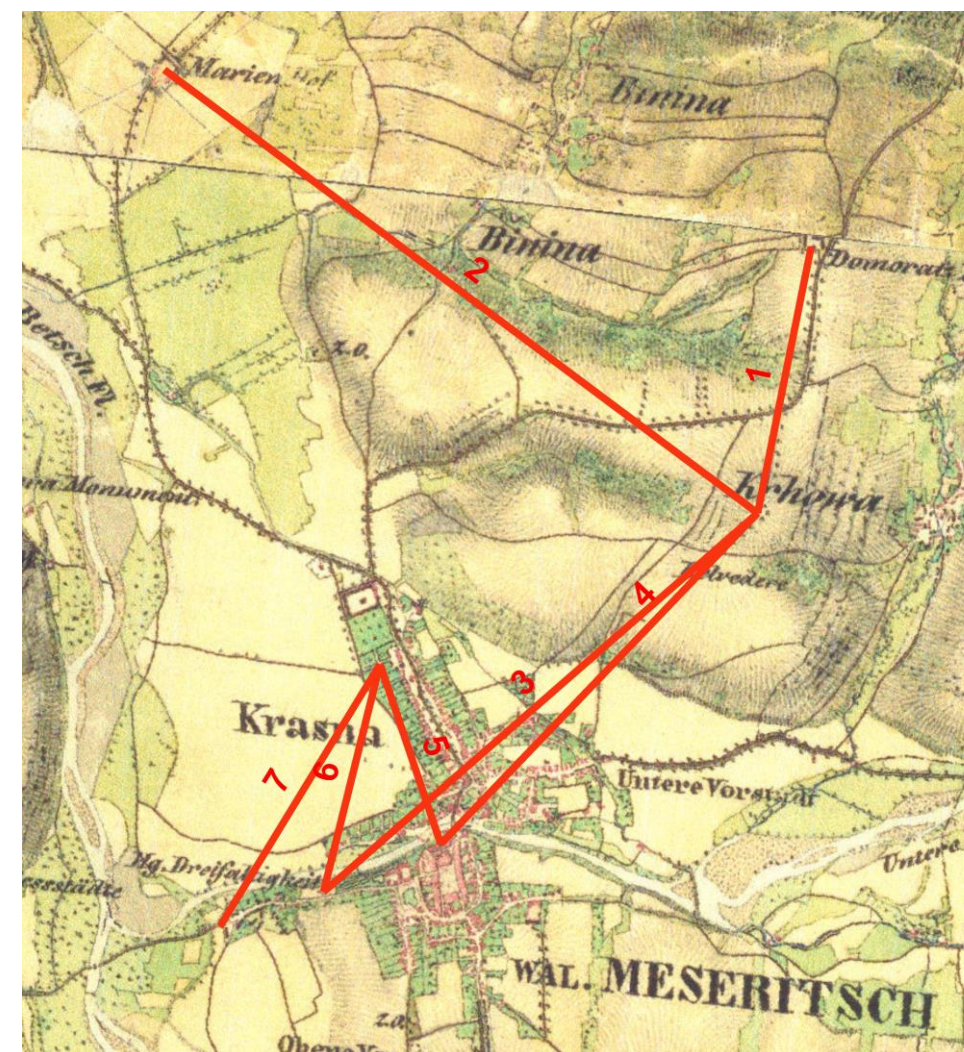 Marien Hof
Binina
Binina
Domorat
2
1
Betsch Fl.
z.o.
Krhowa
Monument
Belvedere
4
3
Krasna
5
6
7
Untere Vorstadt
Hg. Dreifaltigkeit
Untere
WAL. MESERITSCH
z.o.